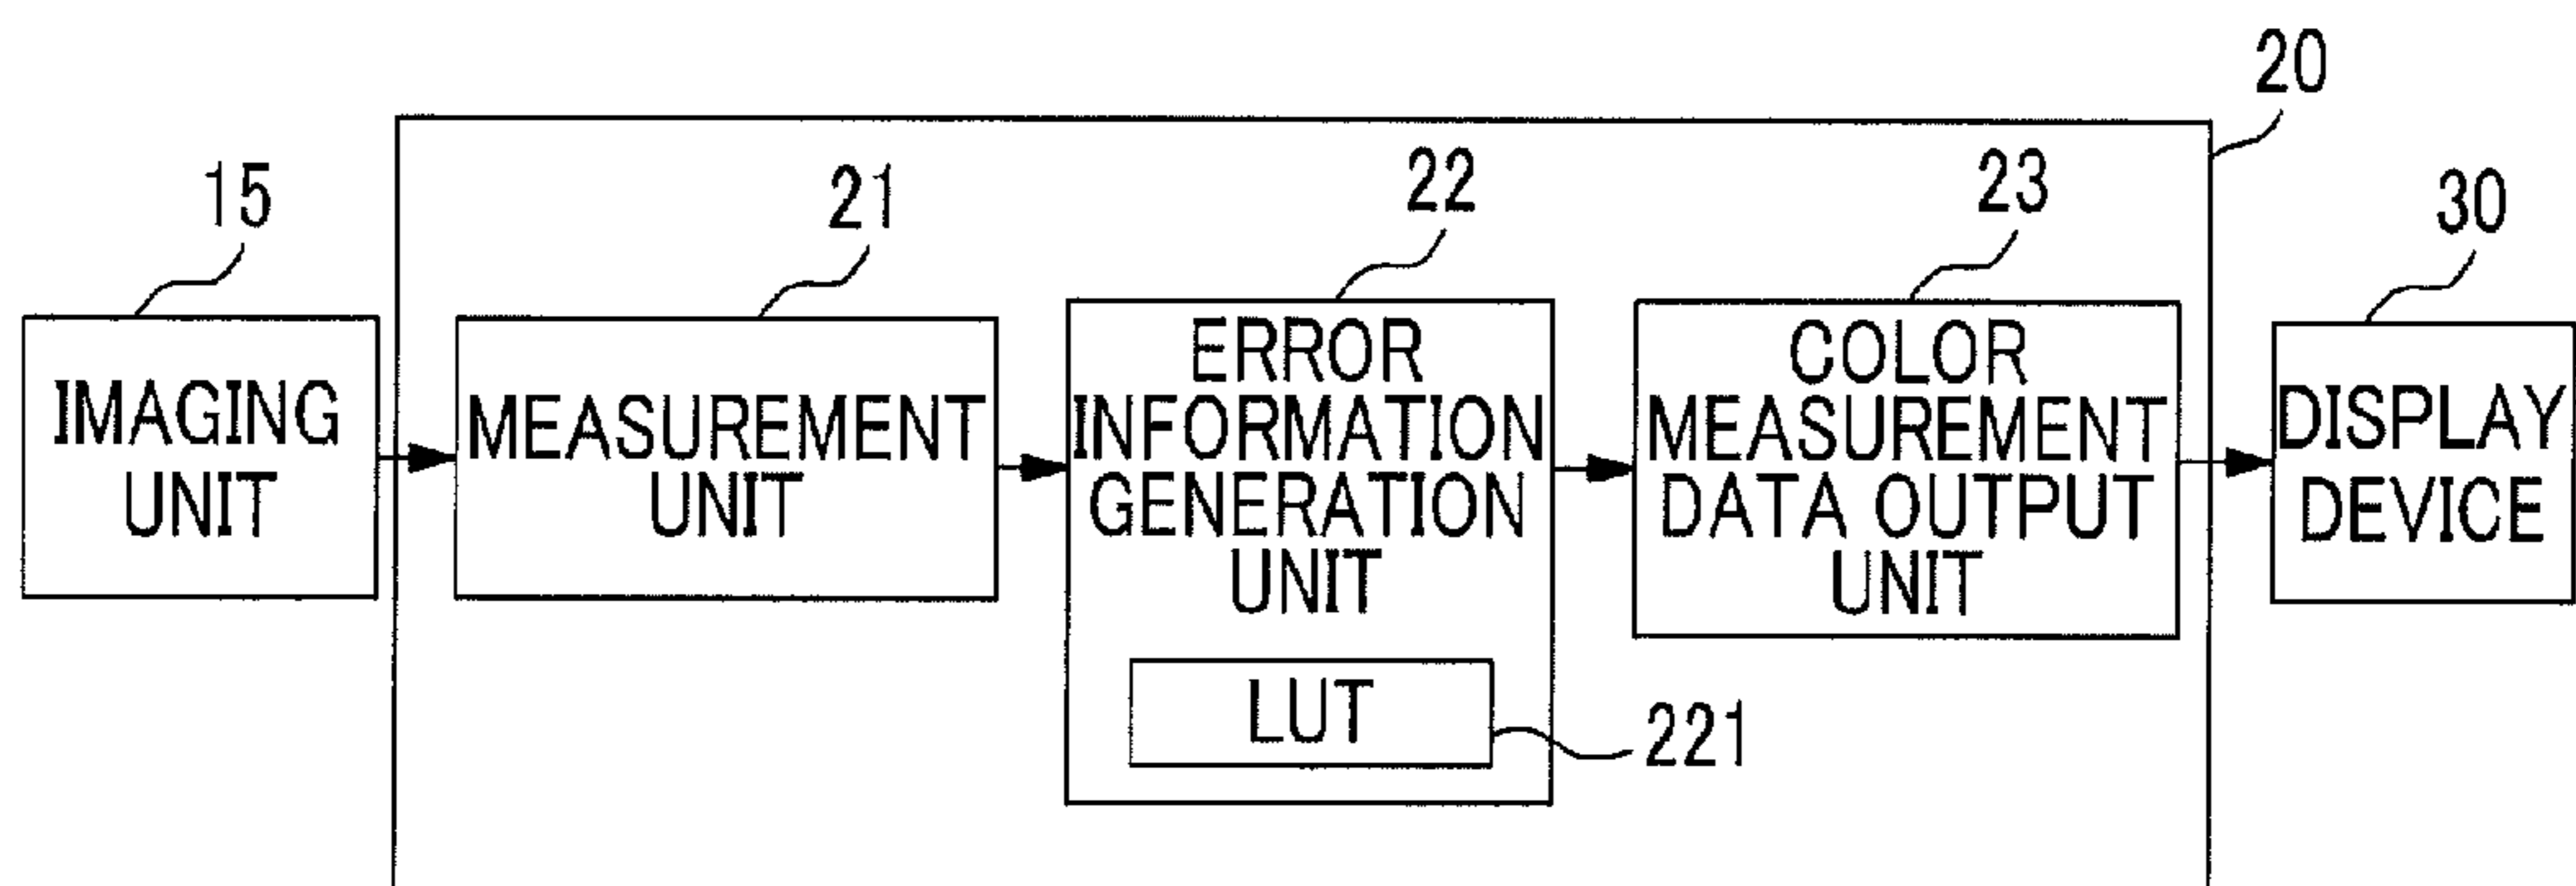 20
15
21
22
23
30
IMAGING
UNIT
MEASUREMENT
UNIT
ERROR
INFORMATION
GENERATION
UNIT
LUT
221
COLOR
MEASUREMENT
DATA OUTPUT
UNIT
DISPLAY
DEVICE